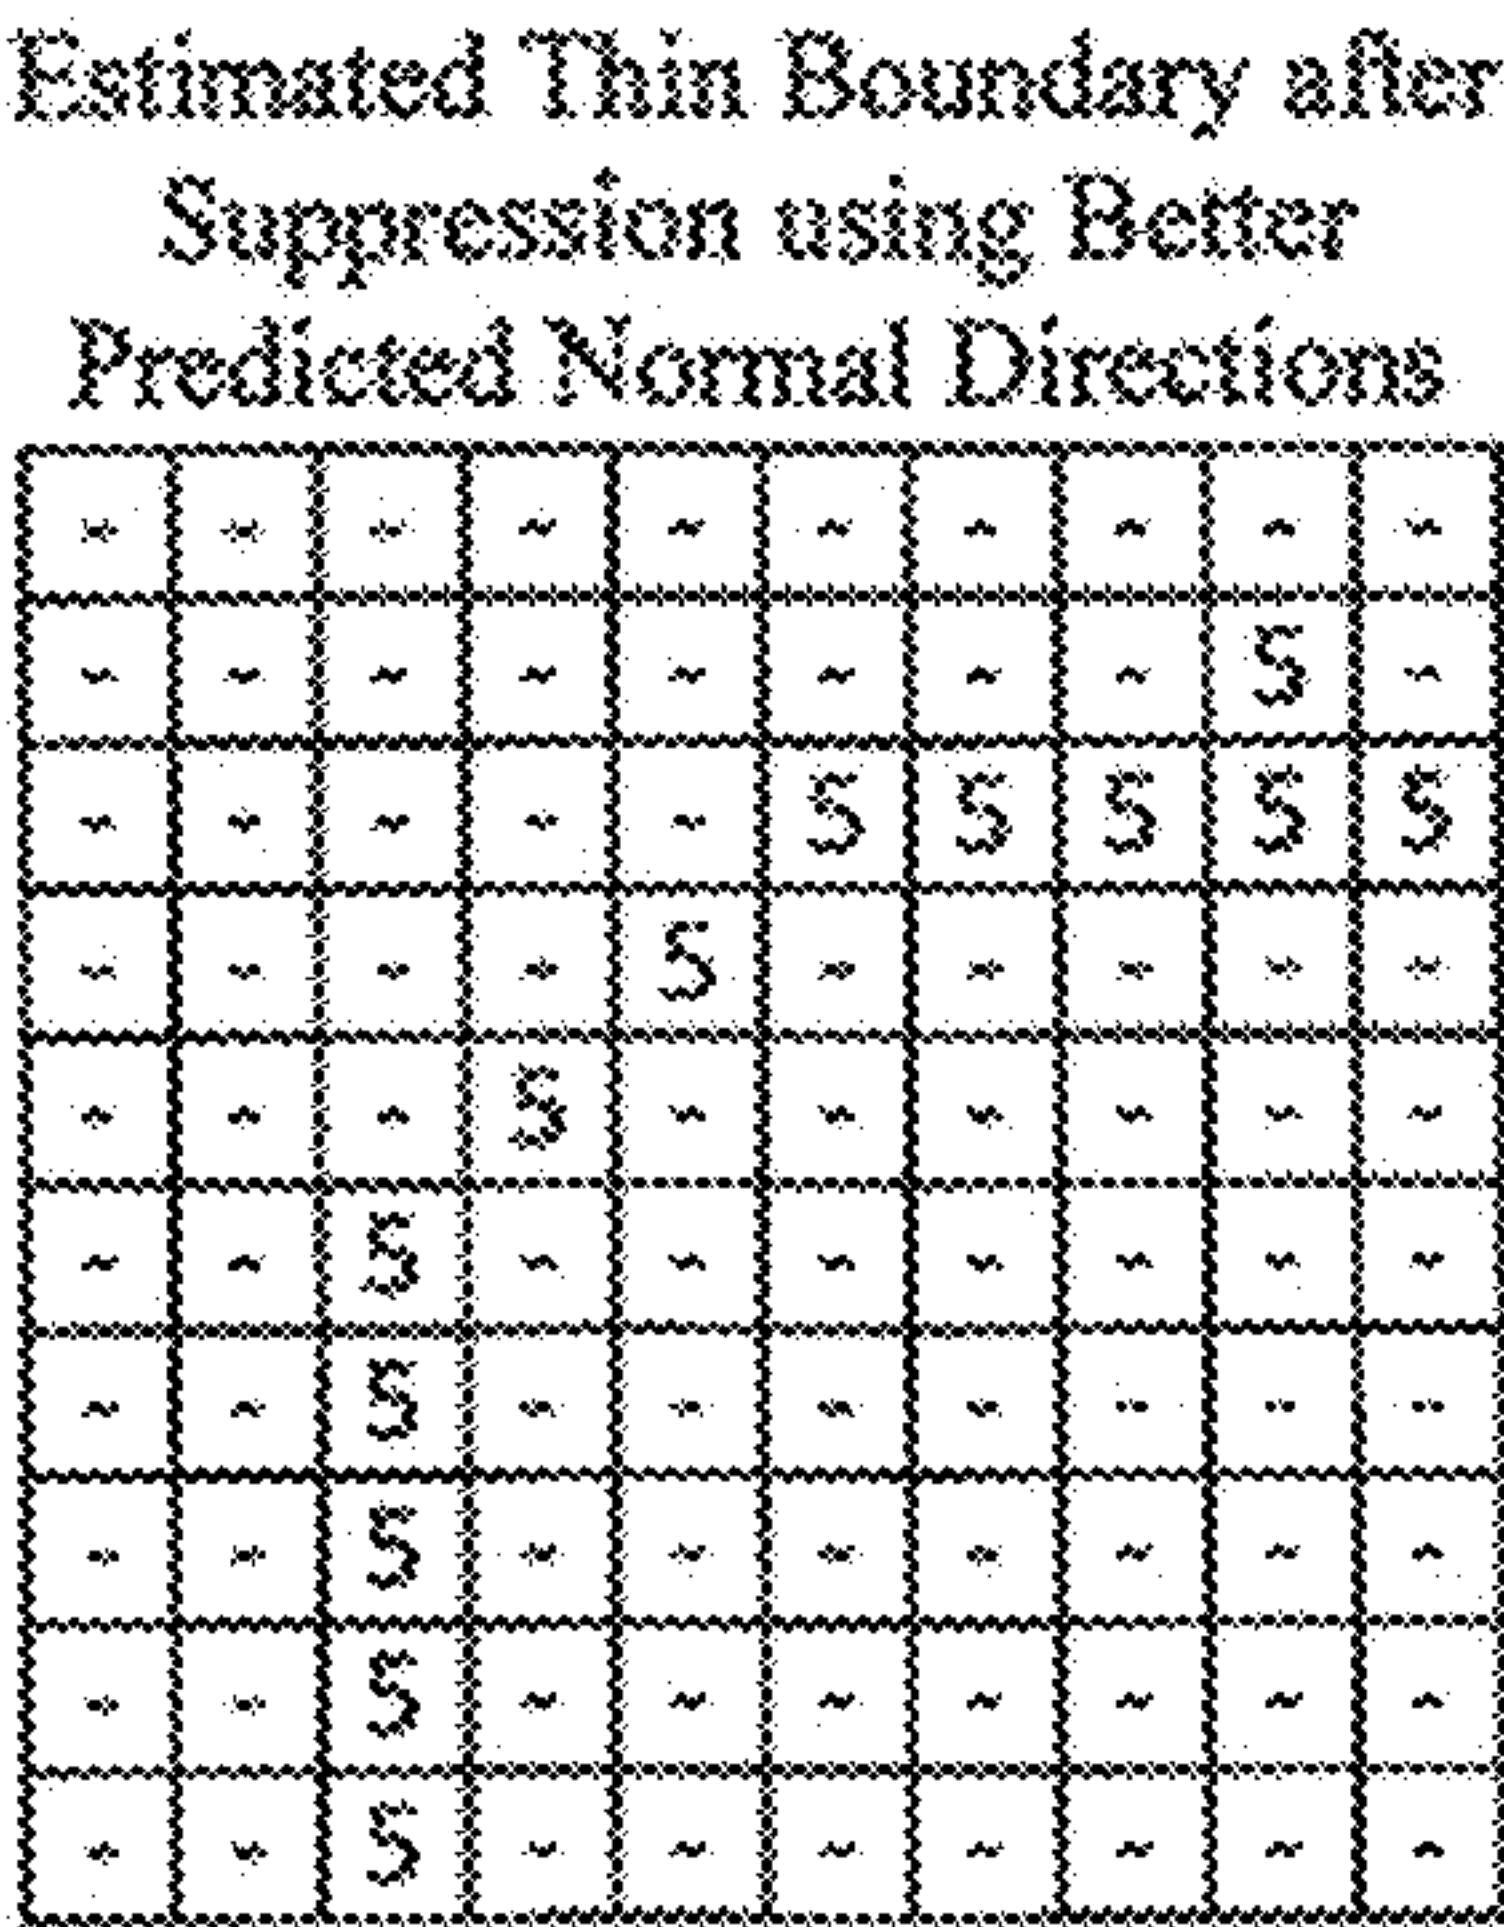 Estimated Thin Boundary after
Suppression using Better
Predicted Normal Directions
- - - - - - - - - -
- - - - - - - - S -
- - - - - S S S S S
- - - - S - - - - -
- - - S - - - - - -
- - S - - - - - - -
- - S - - - - - - -
- - S - - - - - - -
- - S - - - - - - -
- - S - - - - - - -